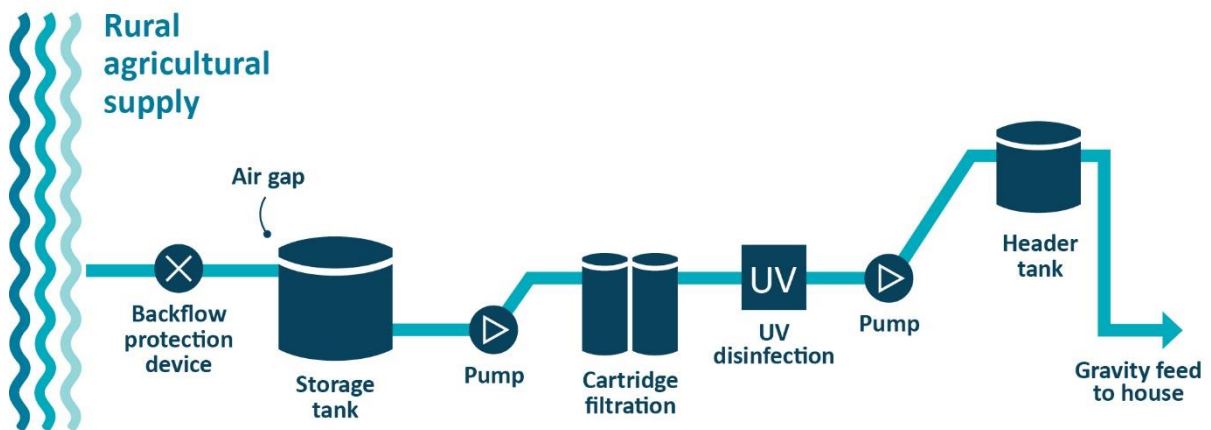 Rural
agricultural
supply
Air gap
Backflow
protection
device
Storage
tank
Pump
Cartridge
filtration
UV
UV
disinfection
Pump
Header
tank
Gravity feed
to house